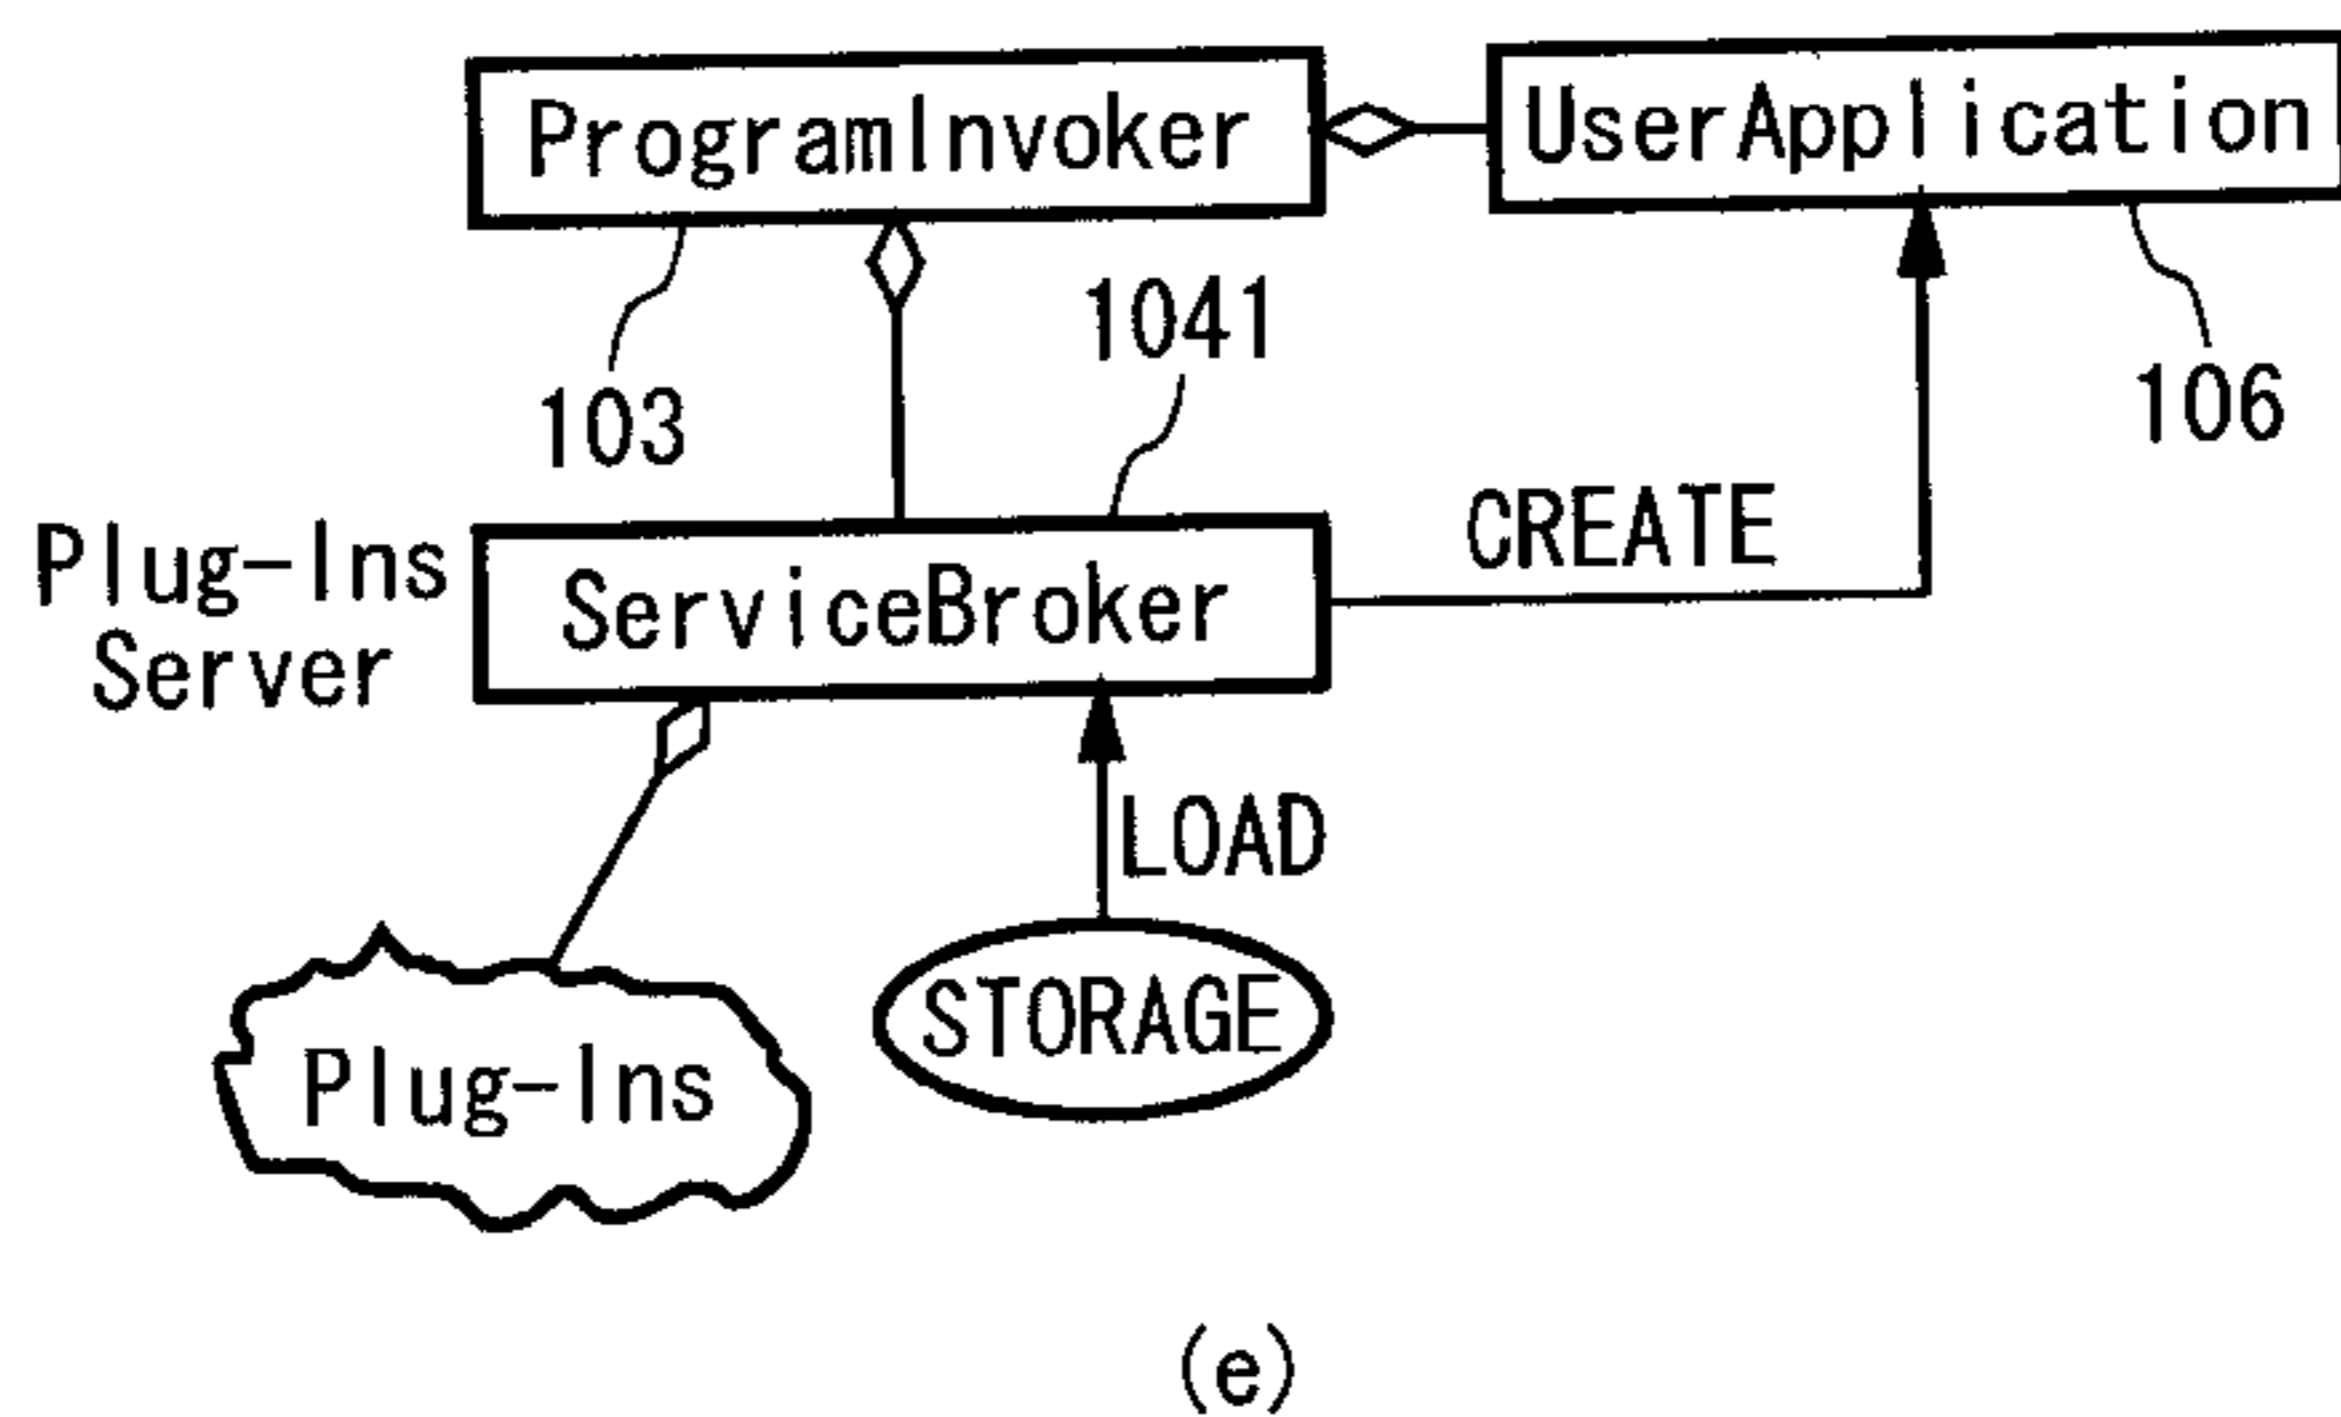 ProgramInvoker
UserApplication
103
1041
106
CREATE
Plug-Ins
Server
ServiceBroker
LOAD
STORAGE
Plug-Ins
(e)